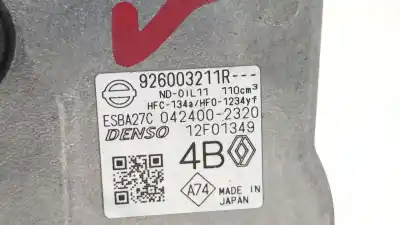 926003211R---
ND-OIL11 110cm³
HFC-134a/HFO-1234yf
ESBA27C 042400-2320
DENSO 12F01349
4B
A74 MADE IN
JAPAN